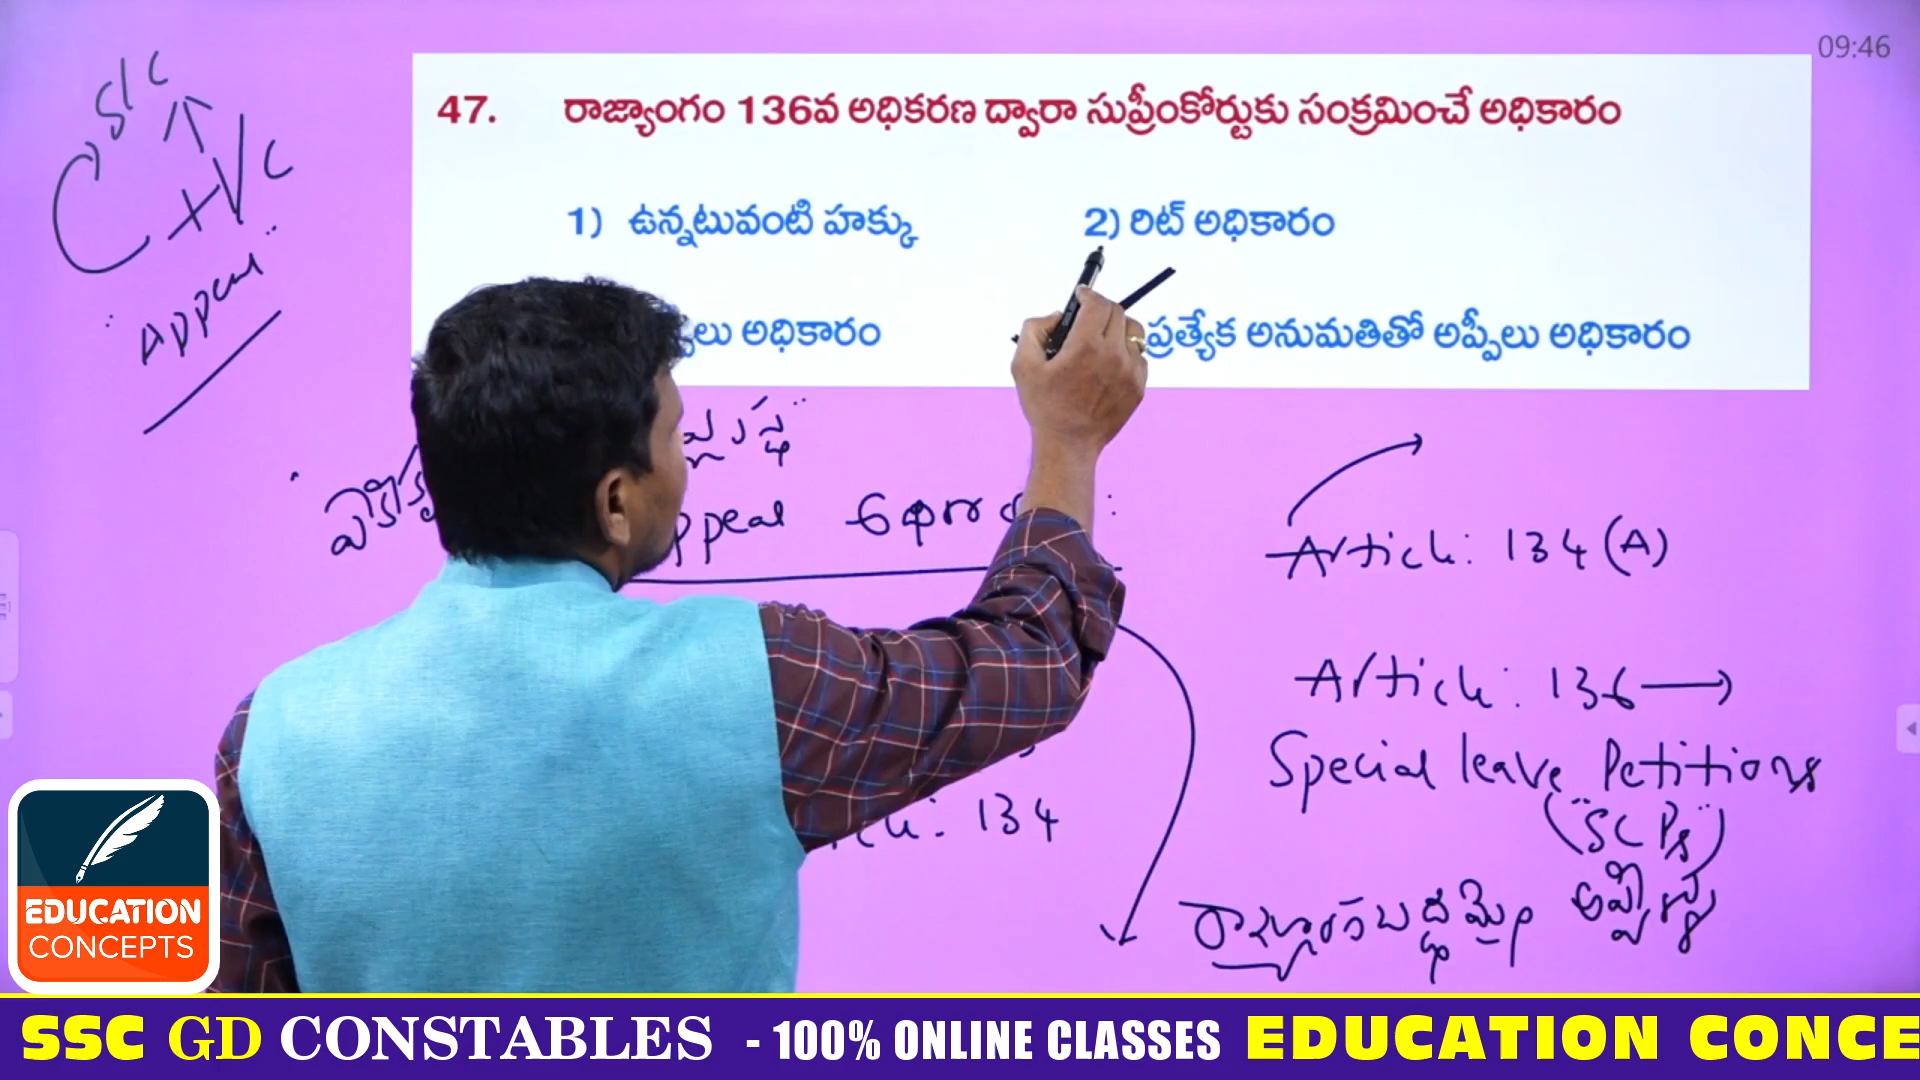 09:46
47. రాజ్యాంగం 136వ అధికరణ ద్వారా సుప్రీంకోర్టుకు సంక్రమించే అధికారం
1) ఉన్నటువంటి హక్కు 2) రిట్ అధికారం
అధికారం ప్రత్యేక అనుమతితో అప్పీలు అధికారం
S/C
C + V C
Appeal
Appeal
Article: 134 (A)
Article: 136 →
Special leave Petitions
134
EDUCATION
CONCEPTS
SSC GD CONSTABLES - 100% ONLINE CLASSES EDUCATION CONCE